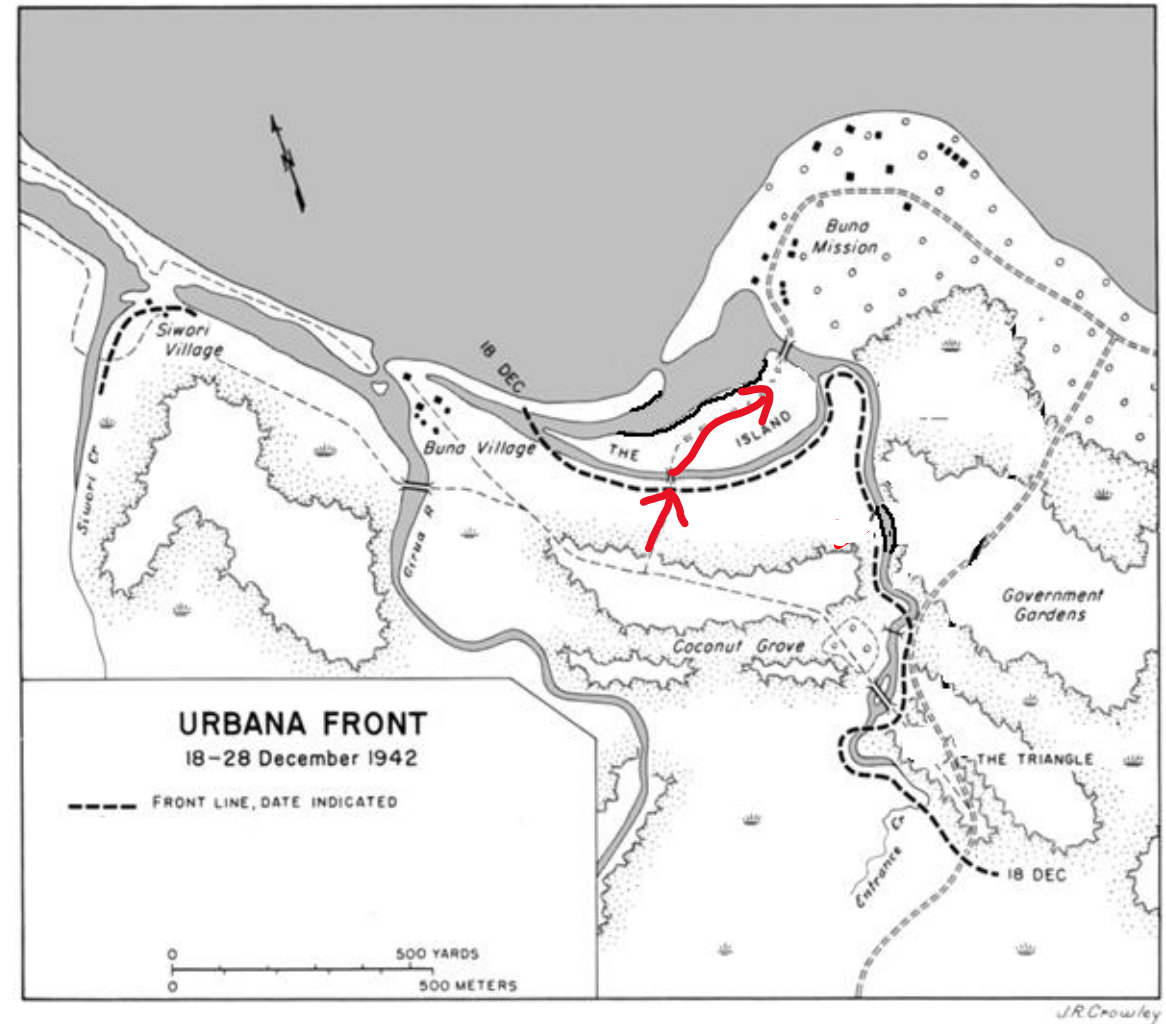 N
Buna
Mission
Siwori
Village
18 DEC
Buna Village
THE
ISLAND
Siwori Cr
Girua R
Government
Gardens
Coconut Grove
THE TRIANGLE
Entrance Cr
18 DEC
URBANA FRONT
18-28 December 1942
FRONT LINE, DATE INDICATED
0 500 YARDS
0 500 METERS
J.R. Crowley